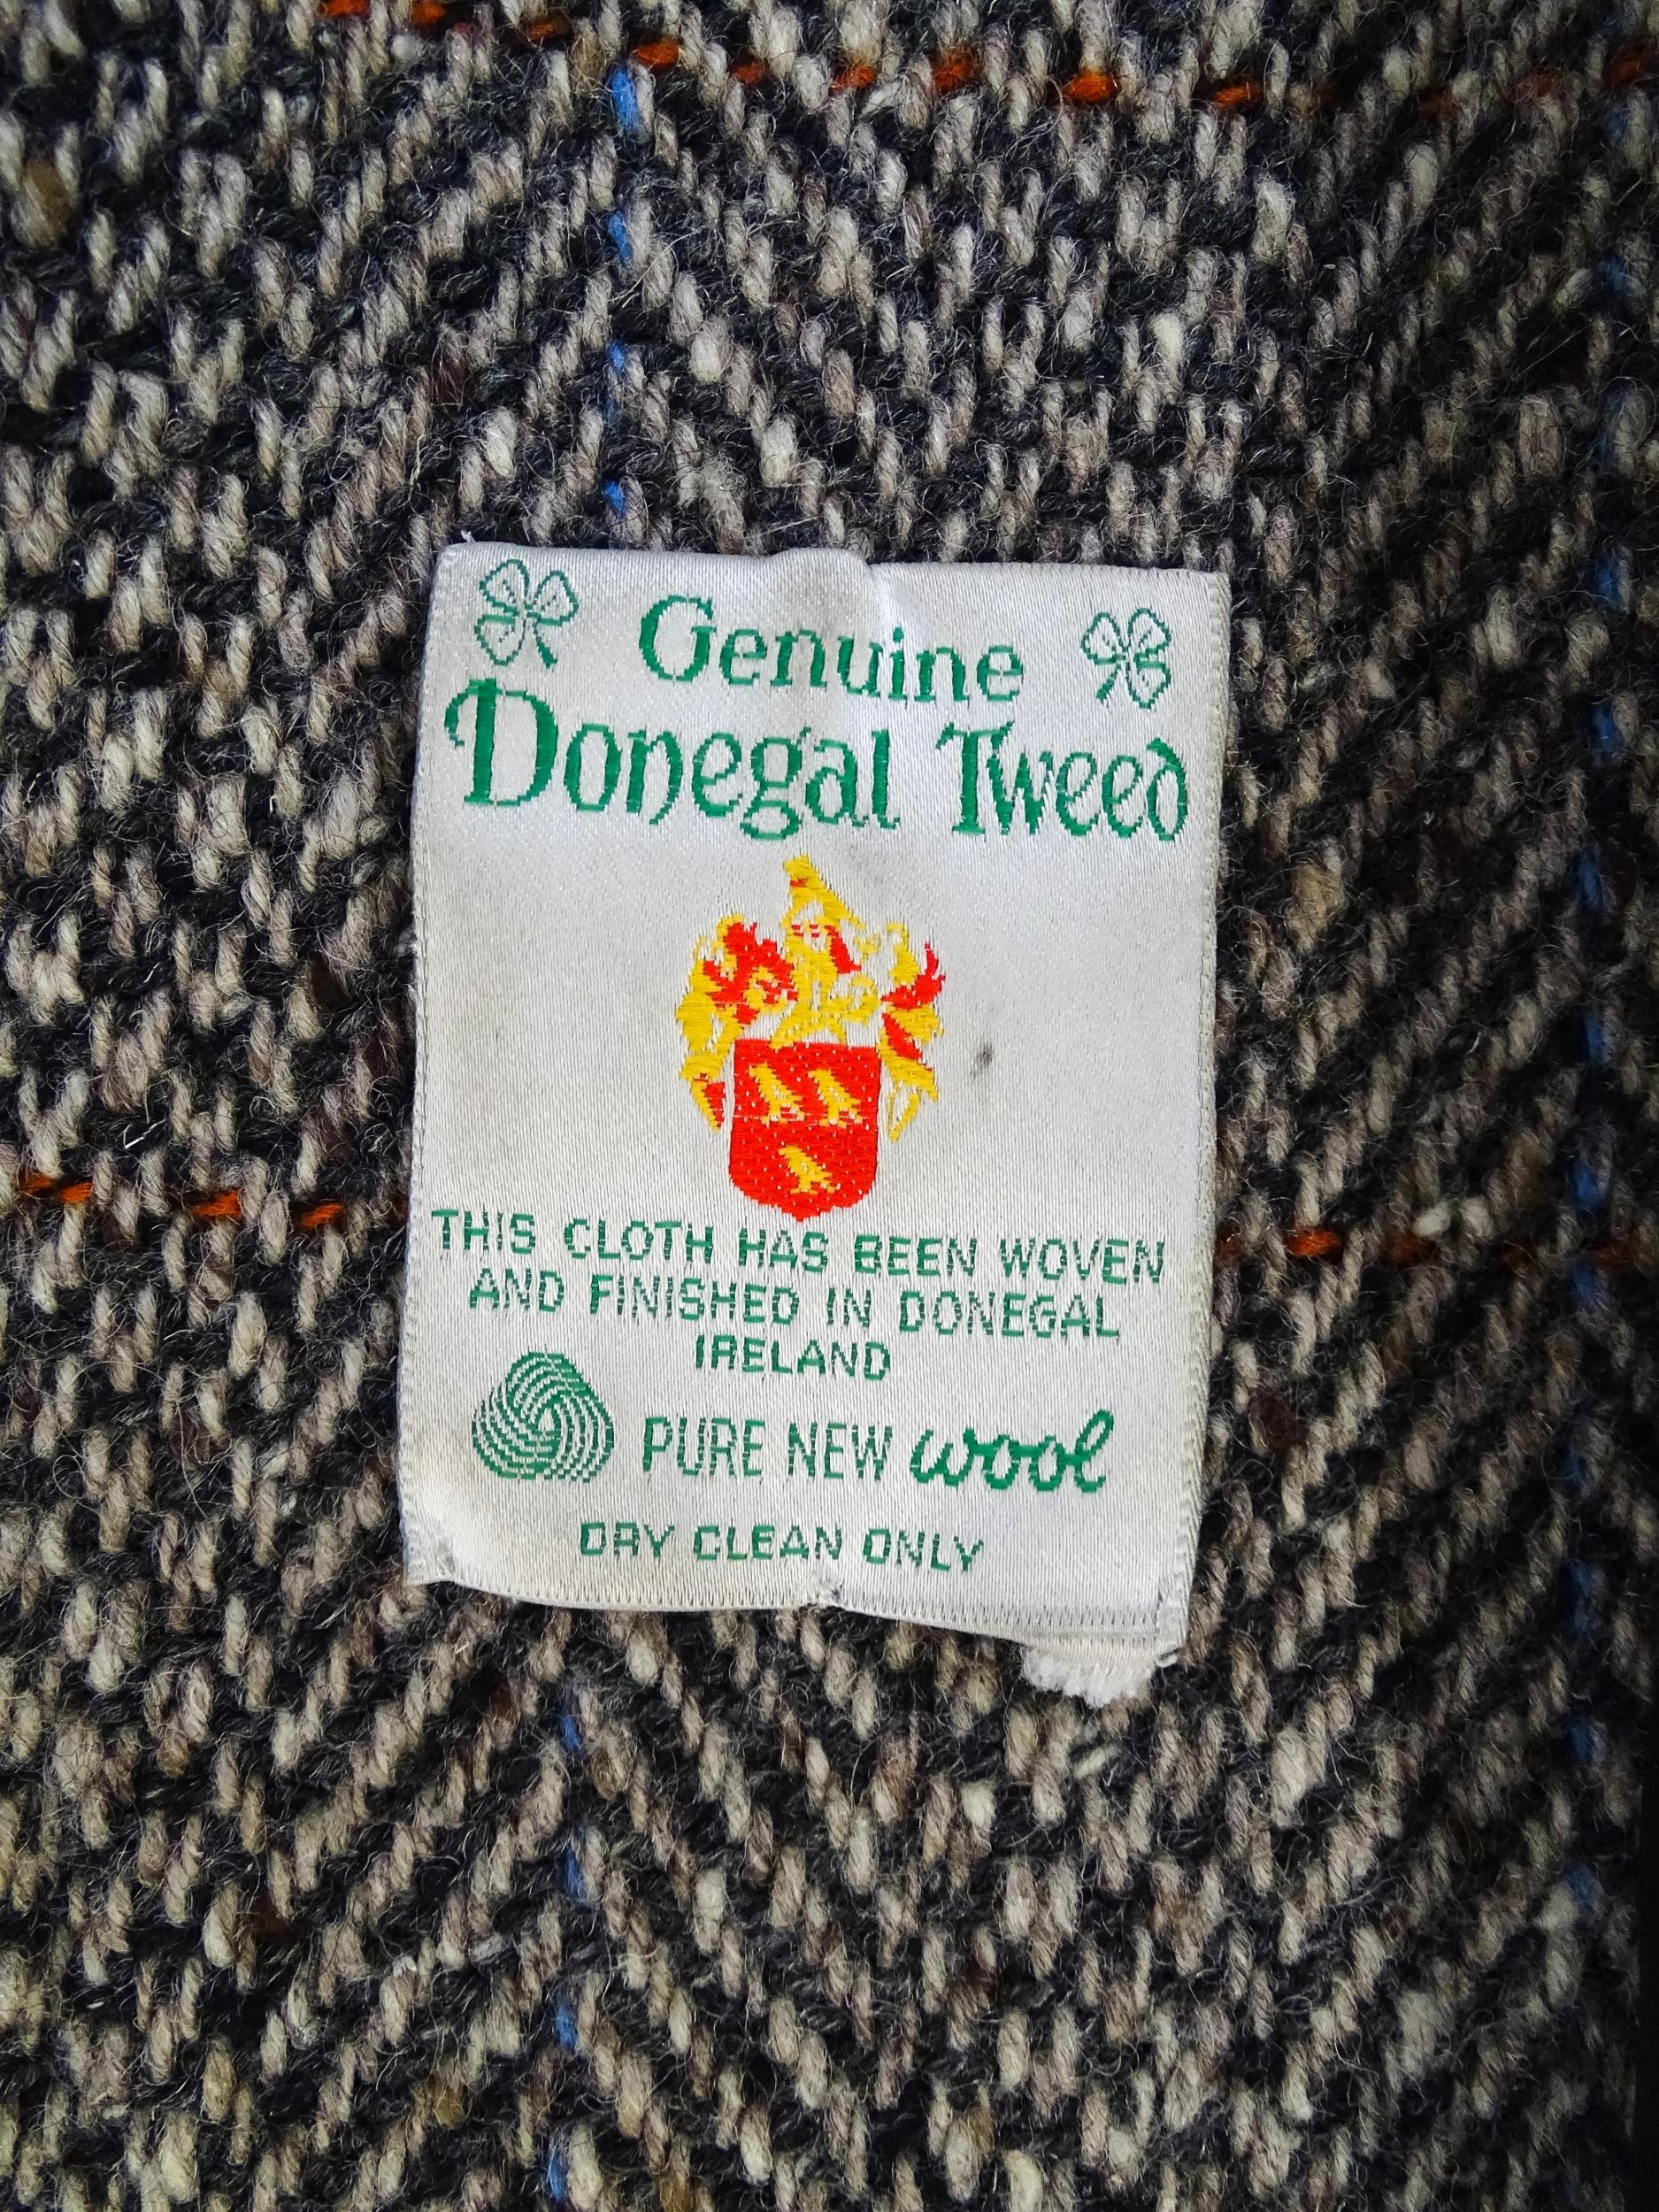 Genuine
Donegal Tweed
THIS CLOTH HAS BEEN WOVEN
AND FINISHED IN DONEGAL
IRELAND
PURE NEW wool
DRY CLEAN ONLY